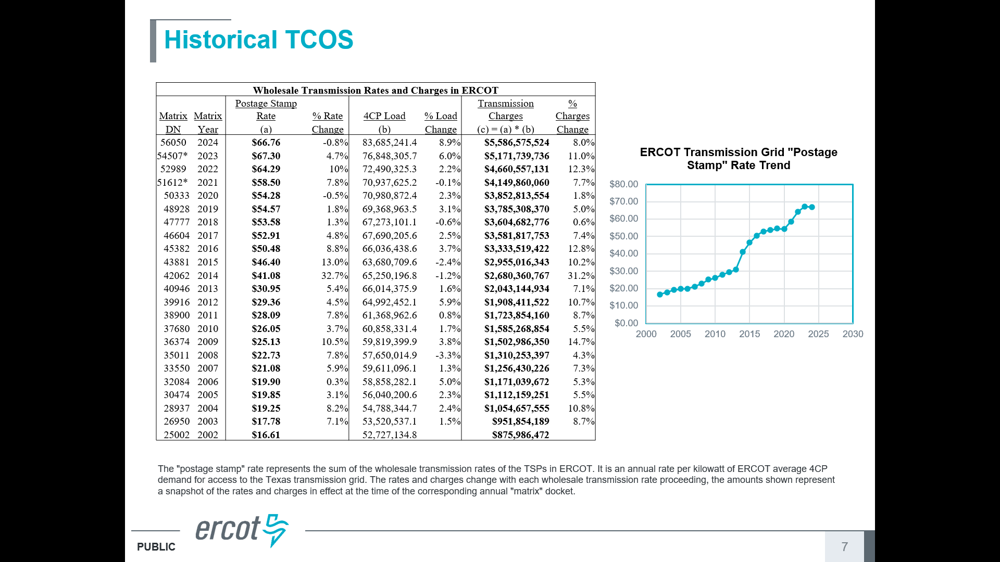 Historical TCOS
Wholesale Transmission Rates and Charges in ERCOT
Postage Stamp Transmission %
Matrix Matrix Rate % Rate 4CP Load % Load Charges Charges
DN Year (a) Change (b) Change (c) = (a) * (b) Change
56050 2024 $66.76 -0.8% 83,685,241.4 8.9% $5,586,575,524 8.0%
54507* 2023 $67.30 4.7% 76,848,305.7 6.0% $5,171,739,736 11.0%
52989 2022 $64.29 10% 72,490,325.3 2.2% $4,660,557,131 12.3%
51612* 2021 $58.50 7.8% 70,937,625.2 -0.1% $4,149,860,060 7.7%
50333 2020 $54.28 -0.5% 70,980,872.4 2.3% $3,852,813,554 1.8%
48928 2019 $54.57 1.8% 69,368,963.5 3.1% $3,785,308,370 5.0%
47777 2018 $53.58 1.3% 67,273,101.1 -0.6% $3,604,682,776 0.6%
46604 2017 $52.91 4.8% 67,690,205.6 2.5% $3,581,817,753 7.4%
45382 2016 $50.48 8.8% 66,036,438.6 3.7% $3,333,519,422 12.8%
43881 2015 $46.40 13.0% 63,680,709.6 -2.4% $2,955,016,343 10.2%
42062 2014 $41.08 32.7% 65,250,196.8 -1.2% $2,680,360,767 31.2%
40946 2013 $30.95 5.4% 66,014,375.9 1.6% $2,043,144,934 7.1%
39916 2012 $29.36 4.5% 64,992,452.1 5.9% $1,908,411,522 10.7%
38900 2011 $28.09 7.8% 61,368,962.6 0.8% $1,723,854,160 8.7%
37680 2010 $26.05 3.7% 60,858,331.4 1.7% $1,585,268,854 5.5%
36374 2009 $25.13 10.5% 59,819,399.9 3.8% $1,502,986,350 14.7%
35011 2008 $22.73 7.8% 57,650,014.9 -3.3% $1,310,253,397 4.3%
33550 2007 $21.08 5.9% 59,611,096.1 1.3% $1,256,430,226 7.3%
32084 2006 $19.90 0.3% 58,858,282.1 5.0% $1,171,039,672 5.3%
30474 2005 $19.85 3.1% 56,040,200.6 2.3% $1,112,159,251 5.5%
28937 2004 $19.25 8.2% 54,788,344.7 2.4% $1,054,657,555 10.8%
26950 2003 $17.78 7.1% 53,520,537.1 1.5% $951,854,189 8.7%
25002 2002 $16.61 52,727,134.8 $875,986,472
ERCOT Transmission Grid "Postage
Stamp" Rate Trend
$80.00
$70.00
$60.00
$50.00
$40.00
$30.00
$20.00
$10.00
$0.00
2000 2005 2010 2015 2020 2025 2030
The "postage stamp" rate represents the sum of the wholesale transmission rates of the TSPs in ERCOT. It is an annual rate per kilowatt of ERCOT average 4CP
demand for access to the Texas transmission grid. The rates and charges change with each wholesale transmission rate proceeding, the amounts shown represent
a snapshot of the rates and charges in effect at the time of the corresponding annual "matrix" docket.
ercot
PUBLIC
7